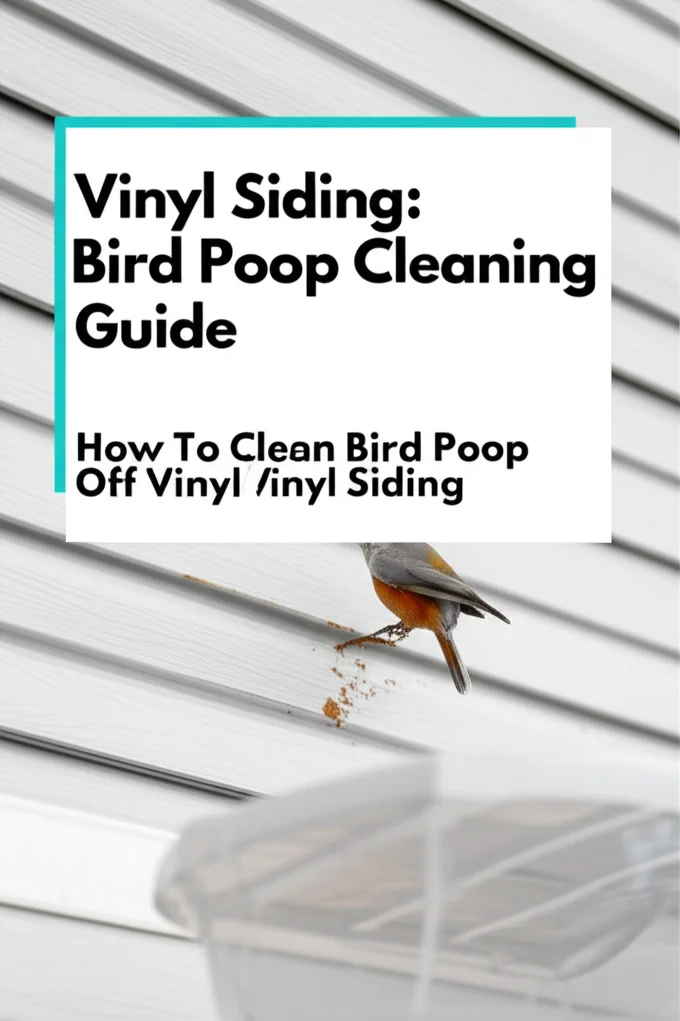 Vinyl Siding:
Bird Poop Cleaning
Guide
How To Clean Bird Poop
Off Vinyl /inyl Siding